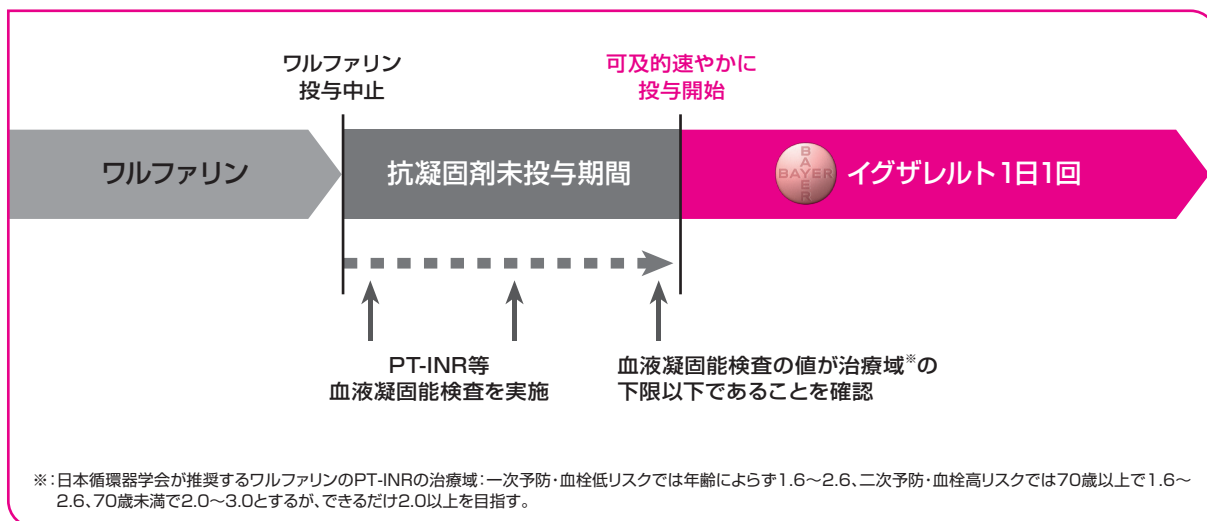 ワルファリン
投与中止
可及的速やかに
投与開始
ワルファリン
抗凝固剤未投与期間
BAYER
BAYER
イグザレルト1日1回
PT-INR等
血液凝固能検査を実施
血液凝固能検査の値が治療域※の
下限以下であることを確認
※:日本循環器学会が推奨するワルファリンのPT-INRの治療域:一次予防・血栓低リスクでは年齢によらず1.6〜2.6、二次予防・血栓高リスクでは70歳以上で1.6〜
2.6、70歳未満で2.0〜3.0とするが、できるだけ2.0以上を目指す。